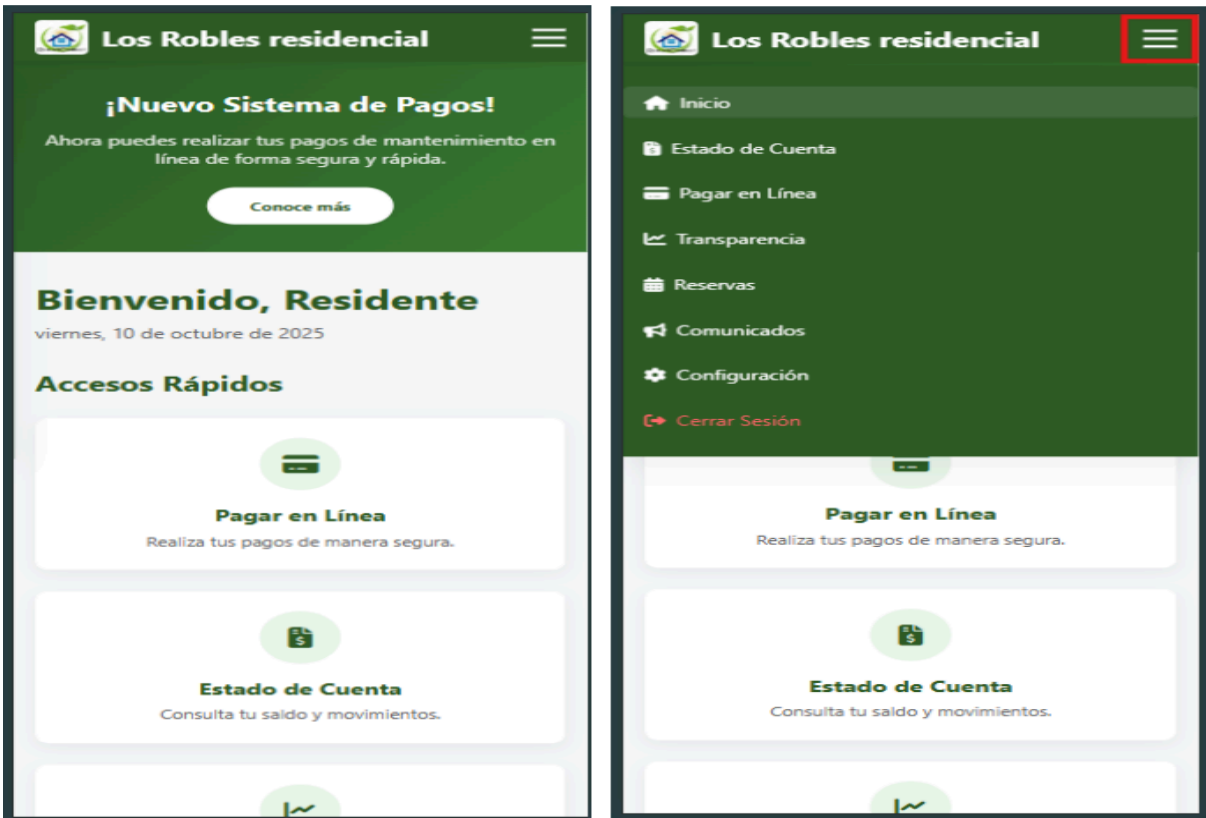 Los Robles residencial
¡Nuevo Sistema de Pagos!
Ahora puedes realizar tus pagos de mantenimiento en
línea de forma segura y rápida.
Conoce más
Bienvenido, Residente
viernes, 10 de octubre de 2025
Accesos Rápidos
Pagar en Línea
Realiza tus pagos de manera segura.
Estado de Cuenta
Consulta tu saldo y movimientos.
Los Robles residencial
Inicio
Estado de Cuenta
Pagar en Línea
Transparencia
Reservas
Comunicados
Configuración
Cerrar Sesión
Pagar en Línea
Realiza tus pagos de manera segura.
Estado de Cuenta
Consulta tu saldo y movimientos.